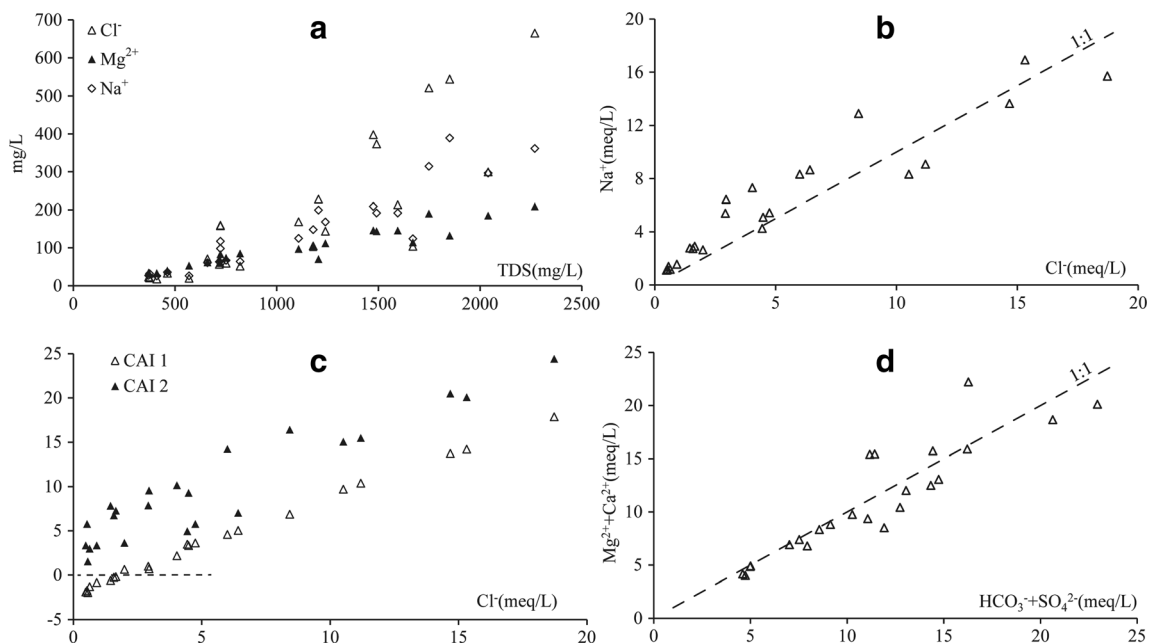 a
700
600
500
400
300
200
100
0
mg/L
Cl⁻
Mg²⁺
Na⁺
TDS(mg/L)
0 500 1000 1500 2000 2500
b
20
16
12
8
4
0
Na⁺(meq/L)
1:1
Cl⁻(meq/L)
0 5 10 15 20
c
25
20
15
10
5
0
-5
CAI 1
CAI 2
Cl⁻(meq/L)
0 5 10 15 20
d
25
20
15
10
5
0
Mg²⁺+Ca²⁺(meq/L)
1:1
HCO₃⁻+SO₄²⁻(meq/L)
0 5 10 15 20 25